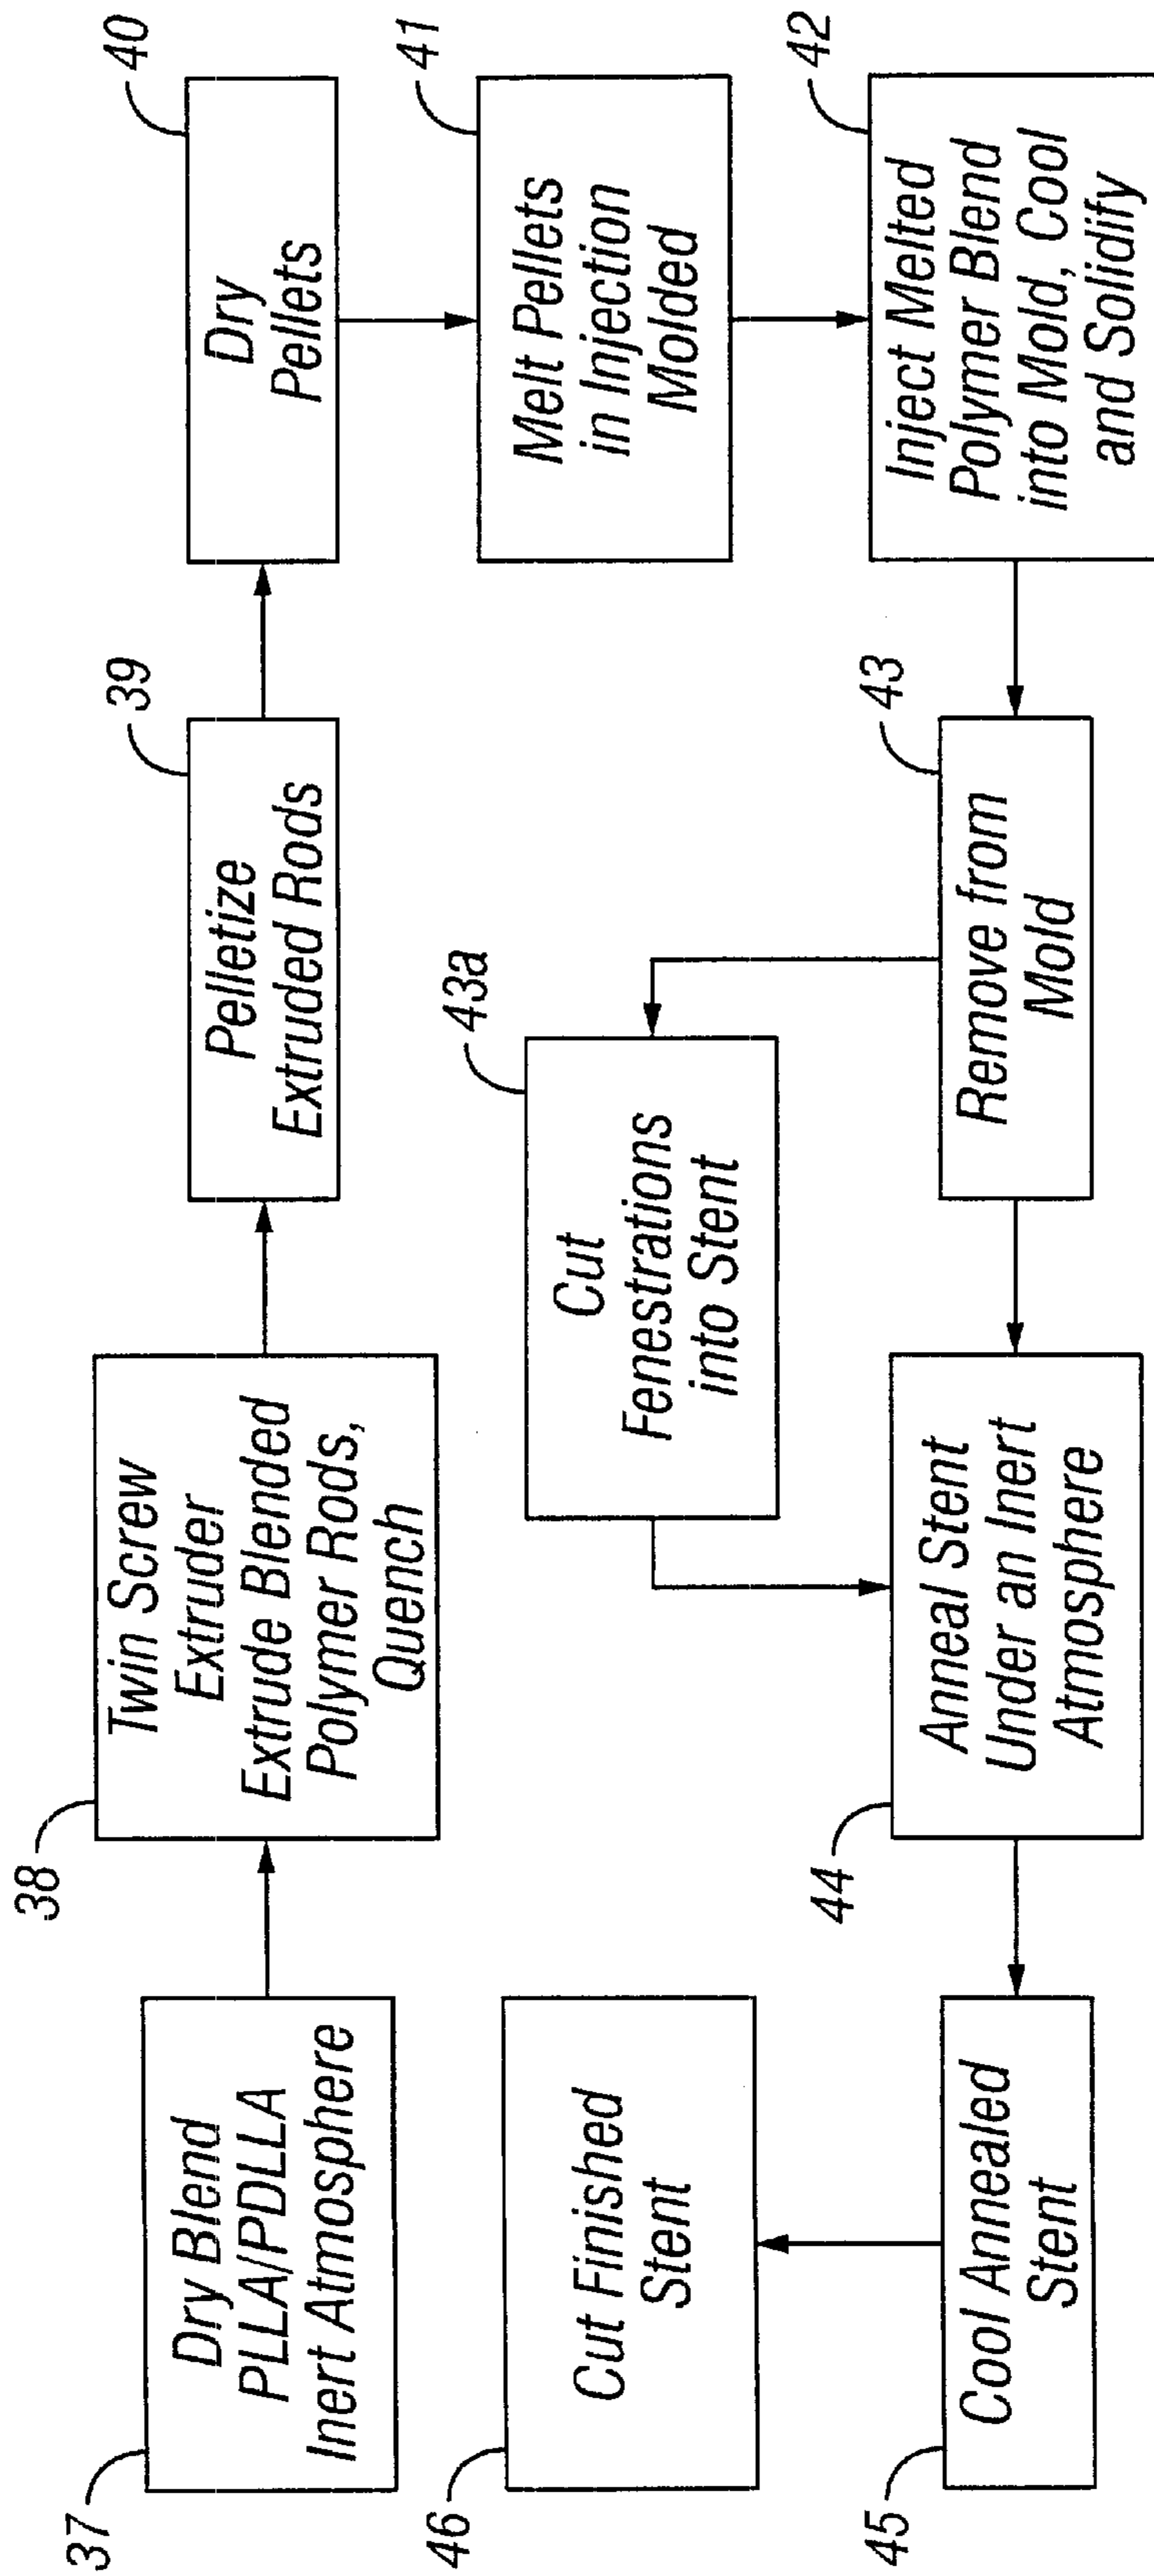 37
Dry Blend
PLLA/PDLLA
Inert Atmosphere
38
Twin Screw
Extruder
Extrude Blended
Polymer Rods,
Quench
39
Pelletize
Extruded Rods
40
Dry
Pellets
41
Melt Pellets
in Injection
Molded
42
Inject Melted
Polymer Blend
into Mold, Cool
and Solidify
43
Remove from
Mold
43a
Cut
Fenestrations
into Stent
44
Anneal Stent
Under an Inert
Atmosphere
45
Cool Annealed
Stent
46
Cut Finished
Stent